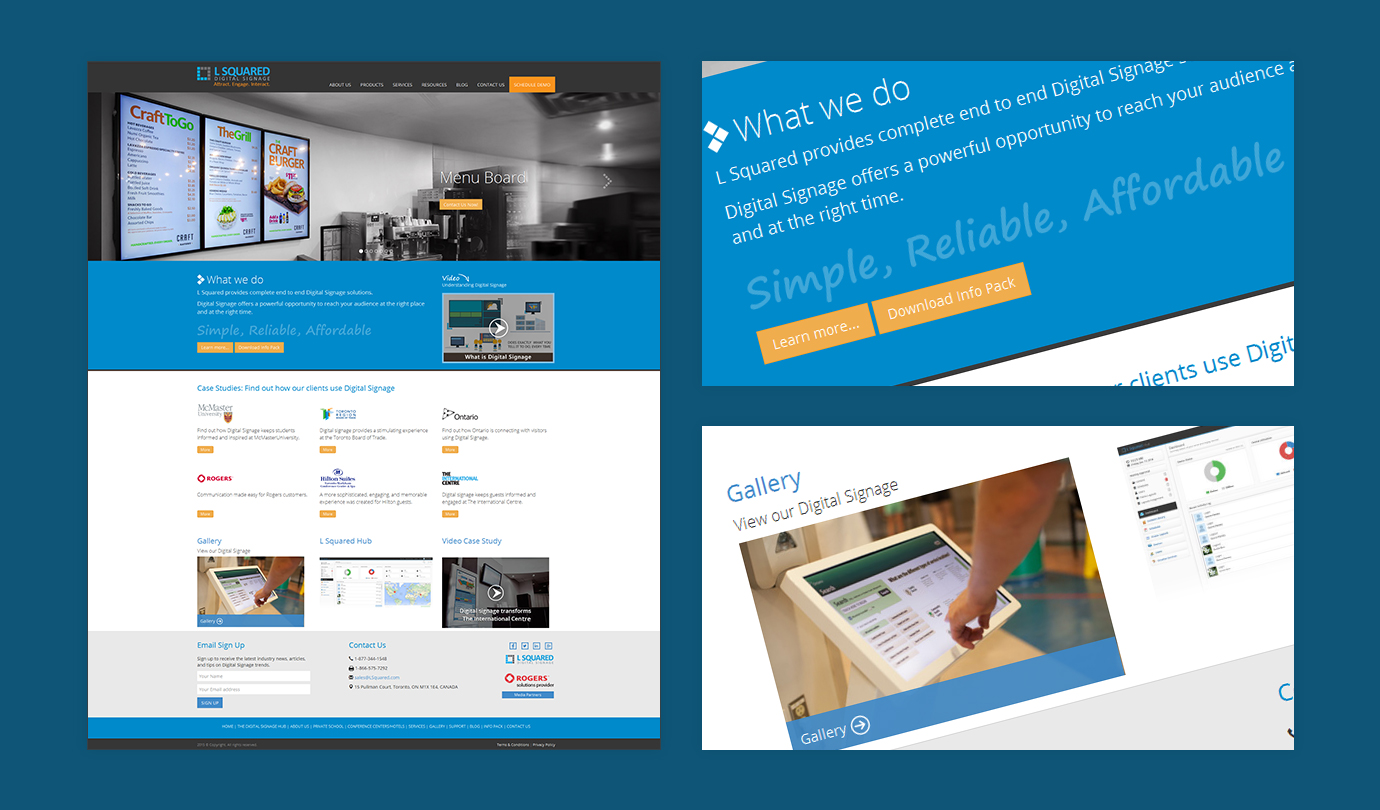 L SQUARED
DIGITAL SIGNAGE
Attract. Engage. Interact.
ABOUT US PRODUCTS SERVICES RESOURCES BLOG CONTACT US SCHEDULE DEMO
CraftToGo
HOT BEVERAGES
TheGrill
CRAFT BURGER
CRAFT
CRAFT
Menu Board
Contact Us Now
What we do
L Squared provides complete end to end Digital Signage solutions.
Digital Signage offers a powerful opportunity to reach your audience at the right place
and at the right time.
Simple, Reliable, Affordable
Learn more... Download Info Pack
Video
Understanding Digital Signage
What is Digital Signage
Case Studies: Find out how our clients use Digital Signage
McMaster
University
Find out how Digital Signage keeps students
informed and inspired at McMasterUniversity.
More
TORONTO
REGION
BOARD OF TRADE
Digital signage provides a stimulating experience
at the Toronto Board of Trade.
More
Ontario
Find out how Ontario is connecting with visitors
using Digital Signage.
More
ROGERS
Communication made easy for Rogers customers.
More
Hilton Suites
A more sophisticated, engaging, and memorable
experience was created for Hilton guests.
More
THE
INTERNATIONAL
CENTRE
Digital signage keeps guests informed and
engaged at The International Centre.
More
Gallery
View our Digital Signage
Gallery
L Squared Hub
Video Case Study
Digital signage transforms
The International Centre
Email Sign Up
Sign up to receive the latest industry news, articles,
and tips on Digital Signage trends.
Your Name
Your Email address
SIGN UP
Contact Us
1-877-344-1548
1-866-575-7292
sales@LSquared.com
15 Pullman Court, Toronto, ON M1X 1E4, CANADA
L SQUARED
DIGITAL SIGNAGE
ROGERS
solutions provider
Media Partners
HOME | THE DIGITAL SIGNAGE HUB | ABOUT US | PRIVATE SCHOOL | CONFERENCE CENTERS/HOTELS | SERVICES | GALLERY | SUPPORT | BLOG | INFO PACK | CONTACT US
2015 © Copyright. All rights reserved.
Terms & Conditions | Privacy Policy
What we do
L Squared provides complete end to end Digital Signage s
Digital Signage offers a powerful opportunity to reach your audience a
and at the right time.
Simple, Reliable, Affordable
Learn more... Download Info Pack
r clients use Digit
Gallery
View our Digital Signage
Search
Gallery
C